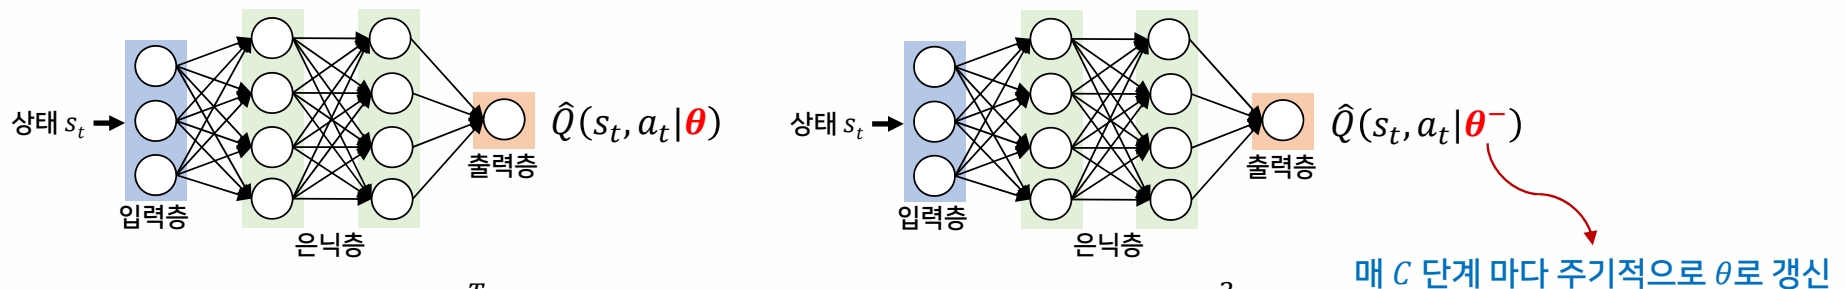 상태 s_t
입력층
은닉층
출력층
Q̂(s_t, a_t|θ)
상태 s_t
입력층
은닉층
출력층
Q̂(s_t, a_t|θ⁻)
매 C 단계 마다 주기적으로 θ로 갱신